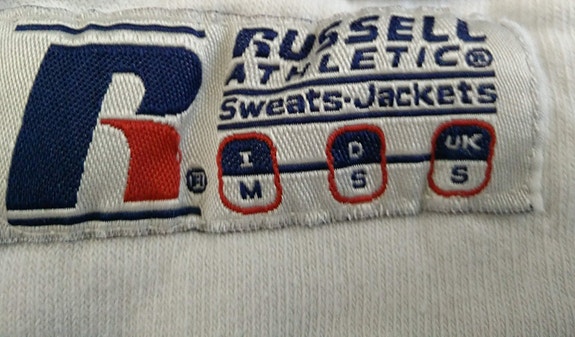 RUSSELL
ATHLETIC®
Sweats-Jackets
I D UK
M S S
R ®